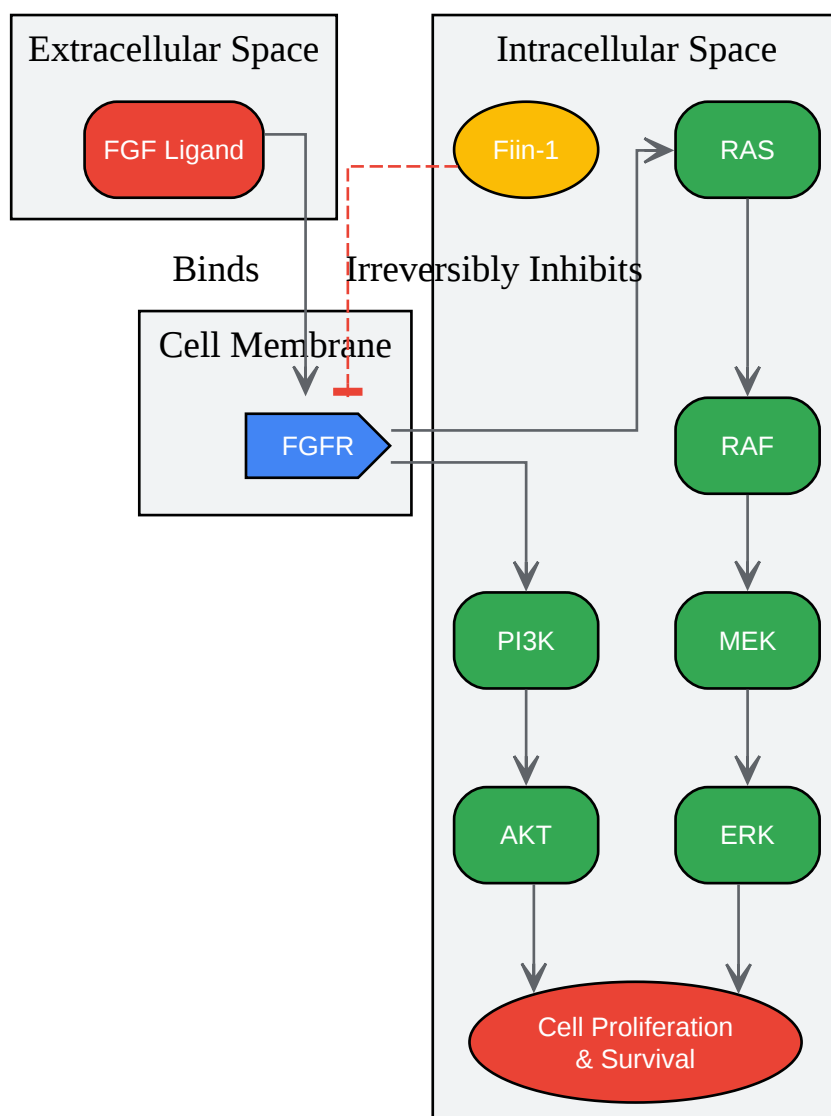 Extracellular Space
Intracellular Space
FGF Ligand
Fiin-1
RAS
Binds
Irreversibly Inhibits
Cell Membrane
FGFR
RAF
PI3K
MEK
AKT
ERK
Cell Proliferation
& Survival